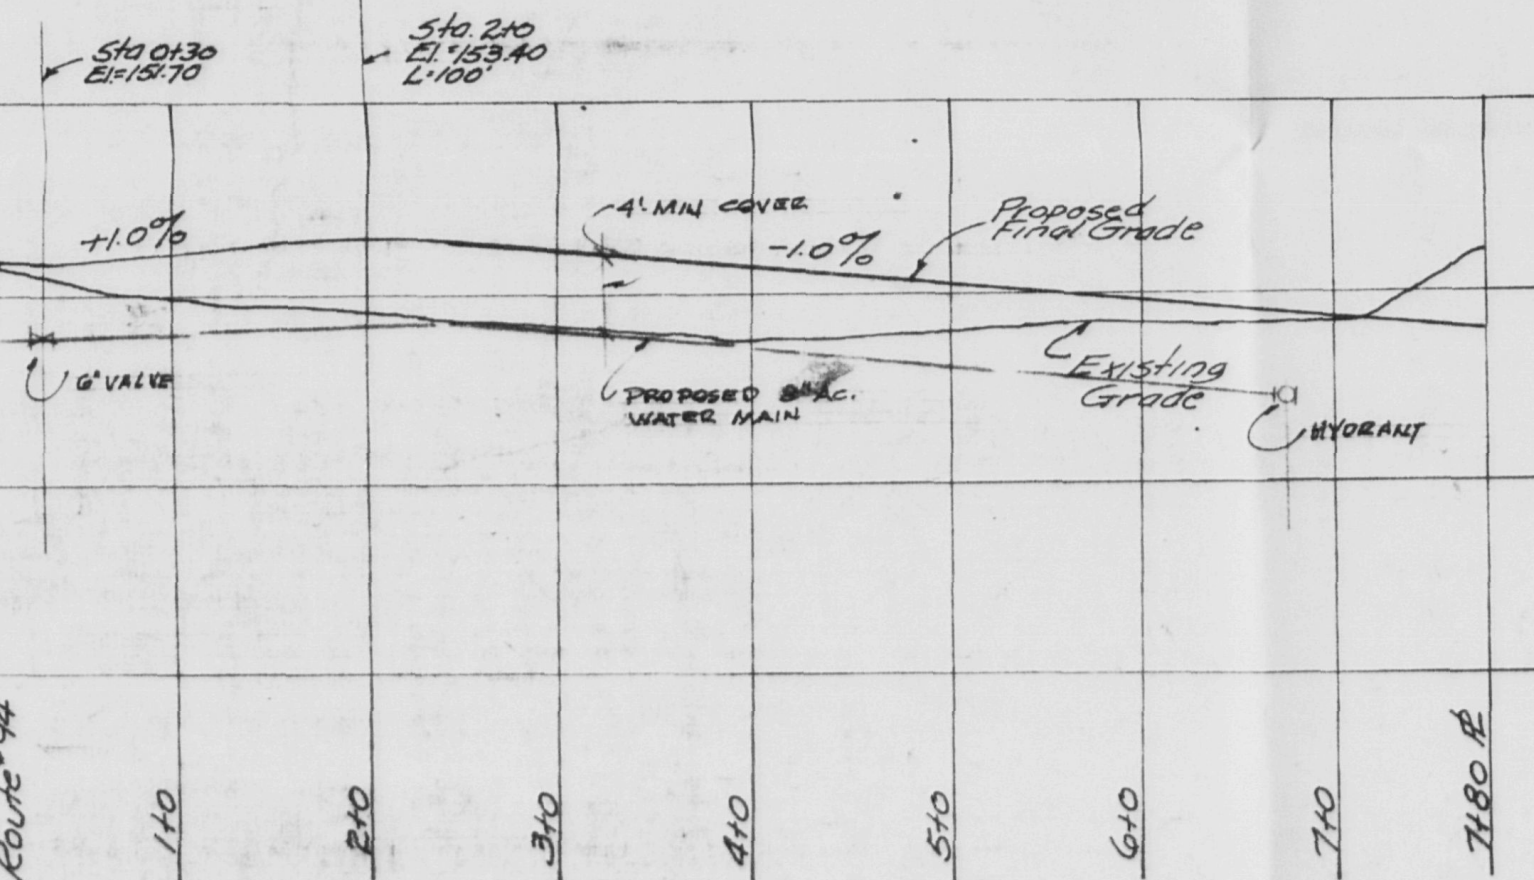 Sta 0+30
El.=151.70
Sta. 2+0
El.=153.40
L=100'
+1.0%
4' MIN COVER
-1.0%
Proposed
Final Grade
6" VALVE
PROPOSED 8" A.C.
WATER MAIN
Existing
Grade
HYDRANT
Route 94
1+0
2+0
3+0
4+0
5+0
6+0
7+0
7+80 PL